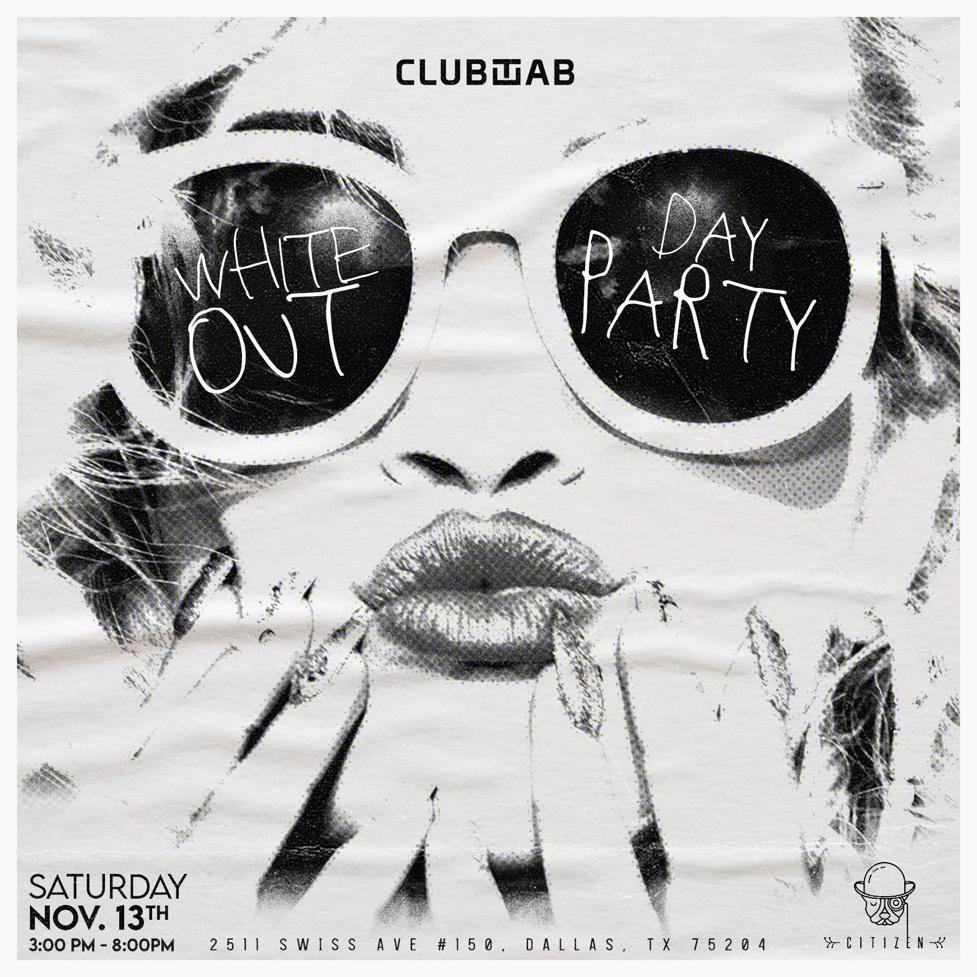 CLUBTAB
WHITE
OUT
DAY
PARTY
SATURDAY
NOV. 13TH
3:00 PM - 8:00PM
2511 SWISS AVE #150, DALLAS, TX 75204
CITIZEN